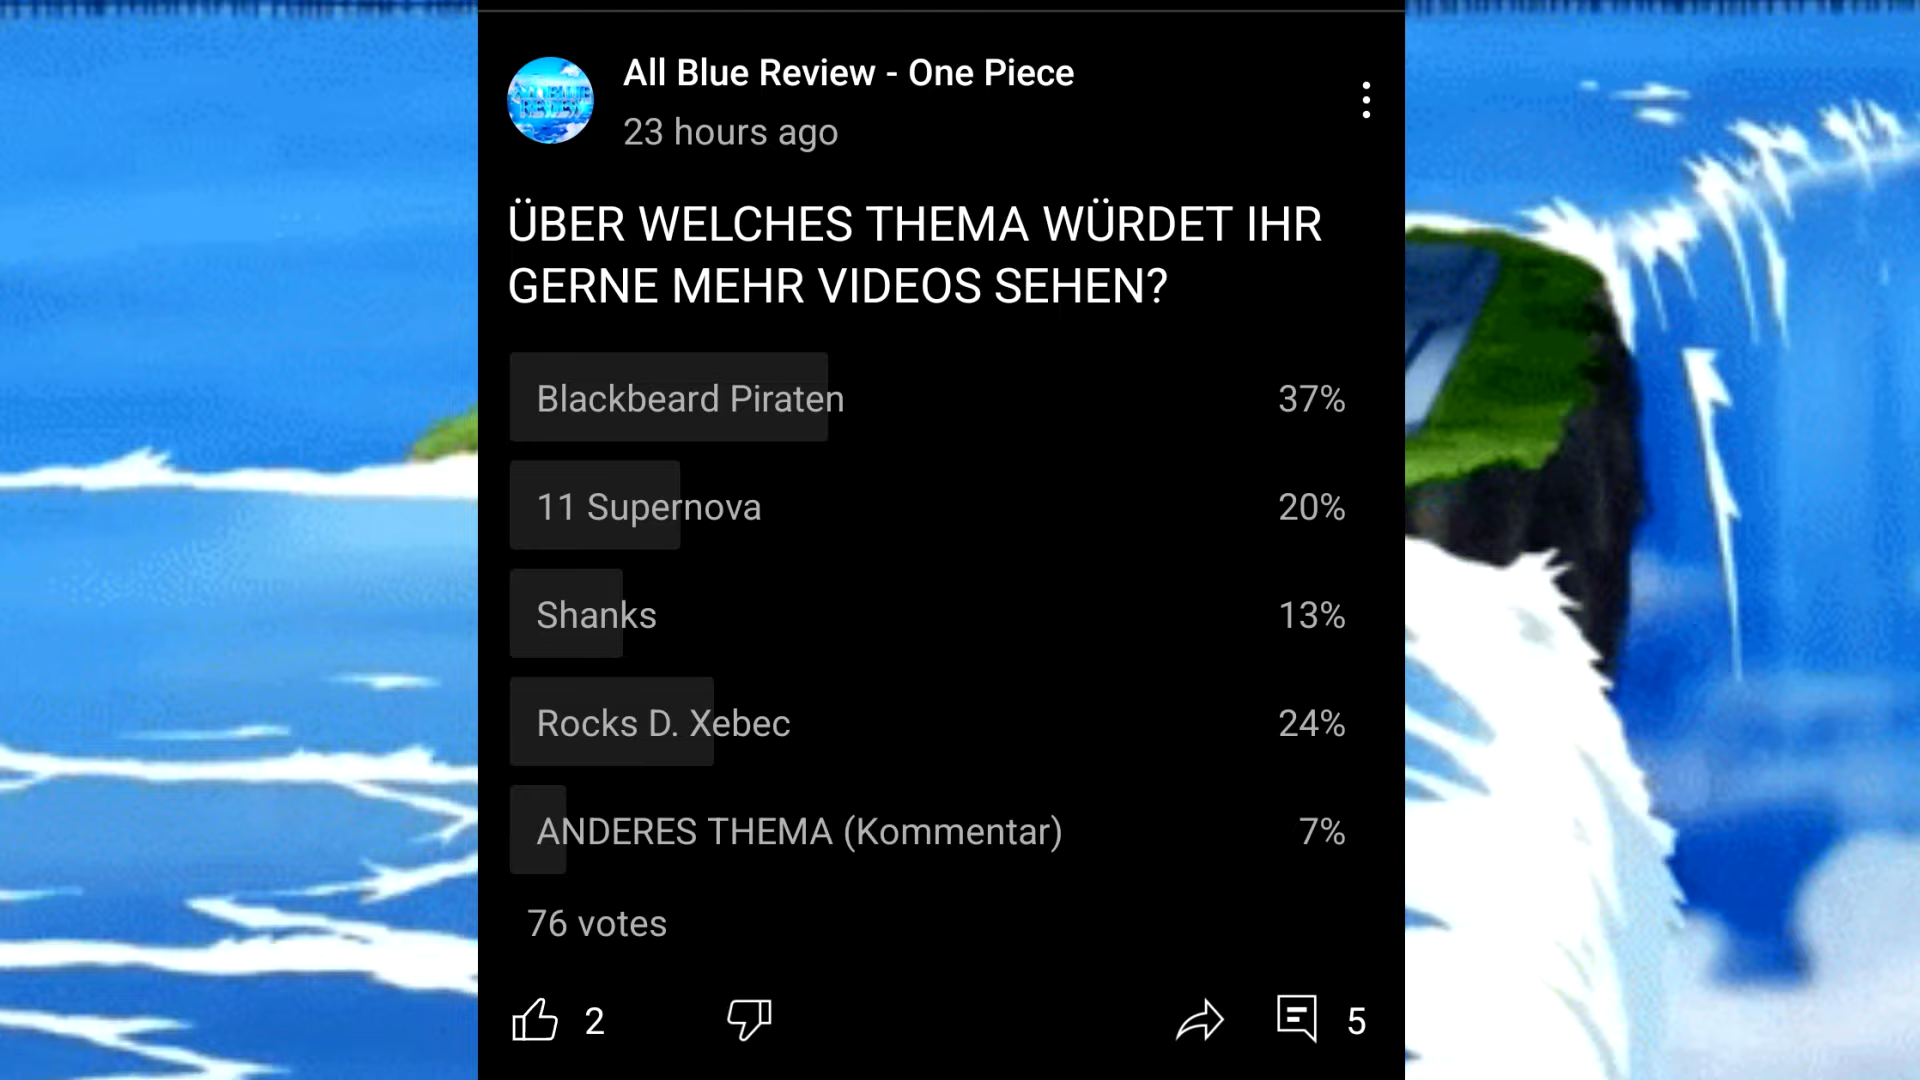 All Blue Review - One Piece
23 hours ago
ÜBER WELCHES THEMA WÜRDET IHR
GERNE MEHR VIDEOS SEHEN?
Blackbeard Piraten 37%
11 Supernova 20%
Shanks 13%
Rocks D. Xebec 24%
ANDERES THEMA (Kommentar) 7%
76 votes
2 5